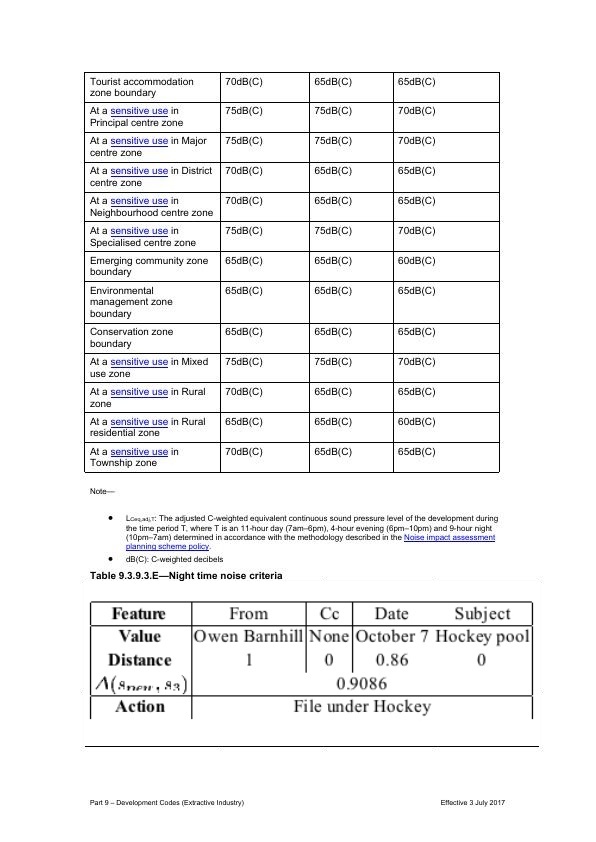 Tourist accommodation 70dB(C) 65dB(C) 65dB(C)
zone boundary
At a sensitive use in 75dB(C) 75dB(C) 70dB(C)
Principal centre zone
At a sensitive use in Major 75dB(C) 75dB(C) 70dB(C)
centre zone
At a sensitive use in District 70dB(C) 65dB(C) 65dB(C)
centre zone
At a sensitive use in 70dB(C) 65dB(C) 65dB(C)
Neighbourhood centre zone
At a sensitive use in 75dB(C) 75dB(C) 70dB(C)
Specialised centre zone
Emerging community zone 65dB(C) 65dB(C) 60dB(C)
boundary
Environmental 65dB(C) 65dB(C) 65dB(C)
management zone
boundary
Conservation zone 65dB(C) 65dB(C) 65dB(C)
boundary
At a sensitive use in Mixed 75dB(C) 75dB(C) 70dB(C)
use zone
At a sensitive use in Rural 70dB(C) 65dB(C) 65dB(C)
zone
At a sensitive use in Rural 65dB(C) 65dB(C) 60dB(C)
residential zone
At a sensitive use in 70dB(C) 65dB(C) 65dB(C)
Township zone
Note—
● LCeq,adj,T: The adjusted C-weighted equivalent continuous sound pressure level of the development during
the time period T, where T is an 11-hour day (7am–6pm), 4-hour evening (6pm–10pm) and 9-hour night
(10pm–7am) determined in accordance with the methodology described in the Noise impact assessment
planning scheme policy.
● dB(C): C-weighted decibels
Table 9.3.9.3.E—Night time noise criteria
Feature From Cc Date Subject
Value Owen Barnhill None October 7 Hockey pool
Distance 1 0 0.86 0
Λ(snew, s3) 0.9086
Action File under Hockey
Part 9 – Development Codes (Extractive Industry) Effective 3 July 2017